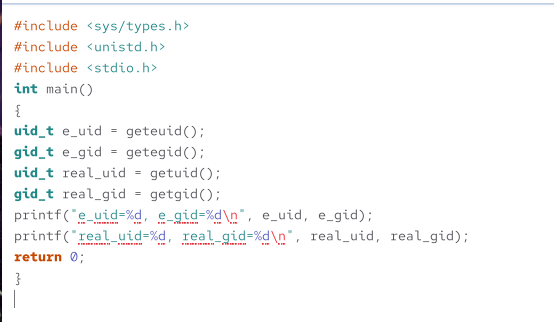 #include <sys/types.h>
#include <unistd.h>
#include <stdio.h>
int main()
{
uid_t e_uid = geteuid();
gid_t e_gid = getegid();
uid_t real_uid = getuid();
gid_t real_gid = getgid();
printf("e_uid=%d, e_gid=%d\n", e_uid, e_gid);
printf("real_uid=%d, real_gid=%d\n", real_uid, real_gid);
return 0;
}